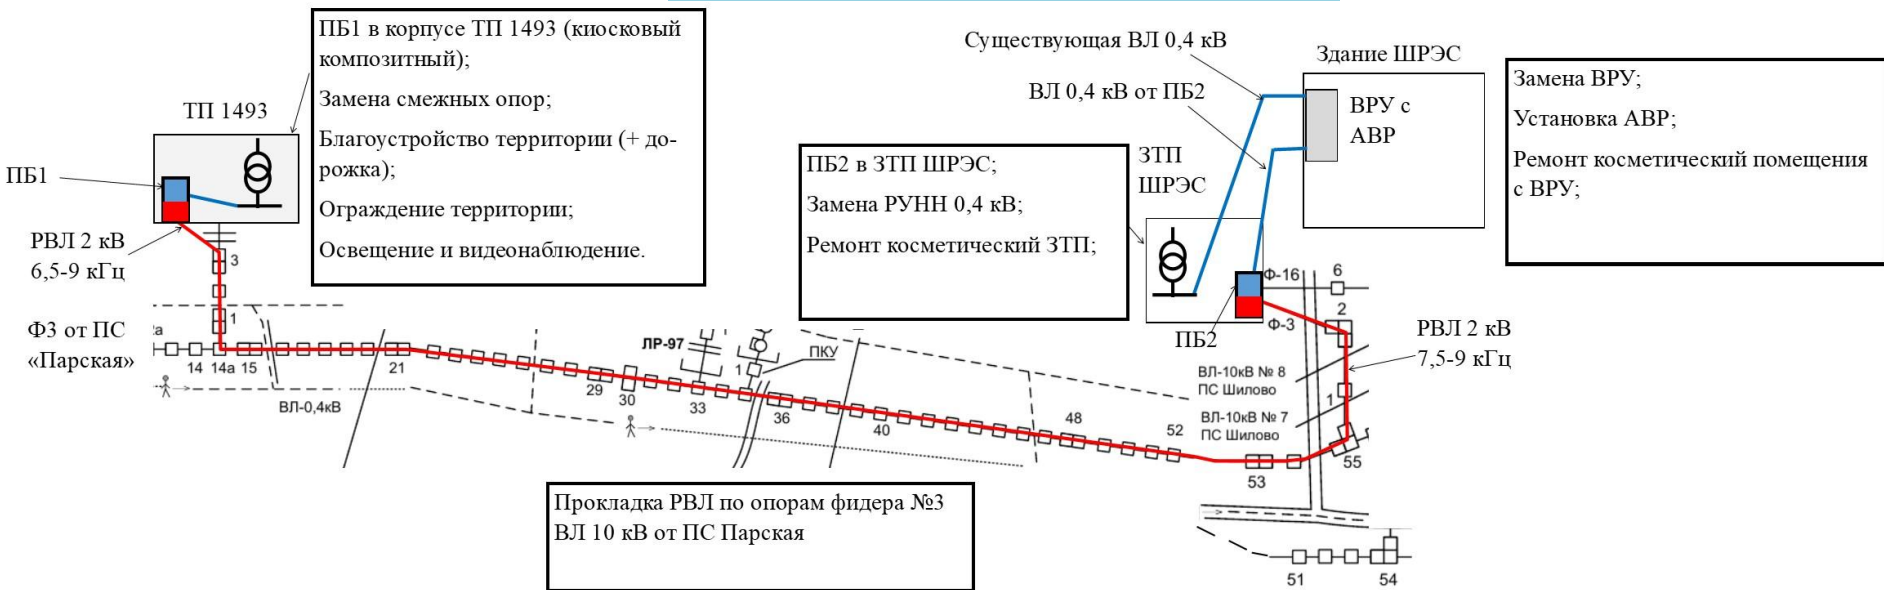 ПБ1 в корпусе ТП 1493 (киосковый
композитный);
Замена смежных опор;
Благоустройство территории (+ до-
рожка);
Ограждение территории;
Освещение и видеонаблюдение.
ТП 1493
ПБ1
РВЛ 2 кВ
6,5-9 кГц
Ф3 от ПС
«Парская»
3
1
14
14а
15
21
ВЛ-0,4кВ
29
30
ЛР-97
33
1
ПКУ
36
40
48
52
53
55
Прокладка РВЛ по опорам фидера №3
ВЛ 10 кВ от ПС Парская
ПБ2 в ЗТП ШРЭС;
Замена РУНН 0,4 кВ;
Ремонт косметический ЗТП;
Существующая ВЛ 0,4 кВ
ВЛ 0,4 кВ от ПБ2
ЗТП
ШРЭС
Здание ШРЭС
ВРУ с
АВР
Замена ВРУ;
Установка АВР;
Ремонт косметический помещения
с ВРУ;
Ф-16
6
2
Ф-3
ПБ2
РВЛ 2 кВ
7,5-9 кГц
ВЛ-10кВ № 8
ПС Шилово
1
ВЛ-10кВ № 7
ПС Шилово
51
54